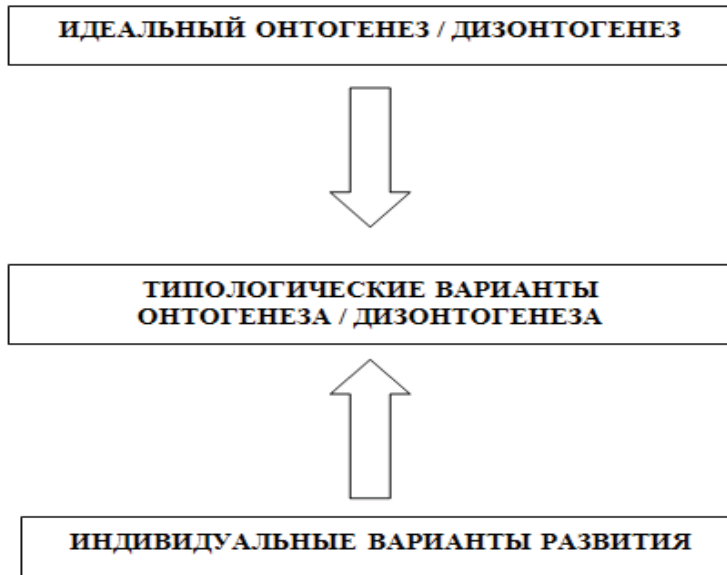 ИДЕАЛЬНЫЙ ОНТОГЕНЕЗ / ДИЗОНТОГЕНЕЗ
ТИПОЛОГИЧЕСКИЕ ВАРИАНТЫ
ОНТОГЕНЕЗА / ДИЗОНТОГЕНЕЗА
ИНДИВИДУАЛЬНЫЕ ВАРИАНТЫ РАЗВИТИЯ